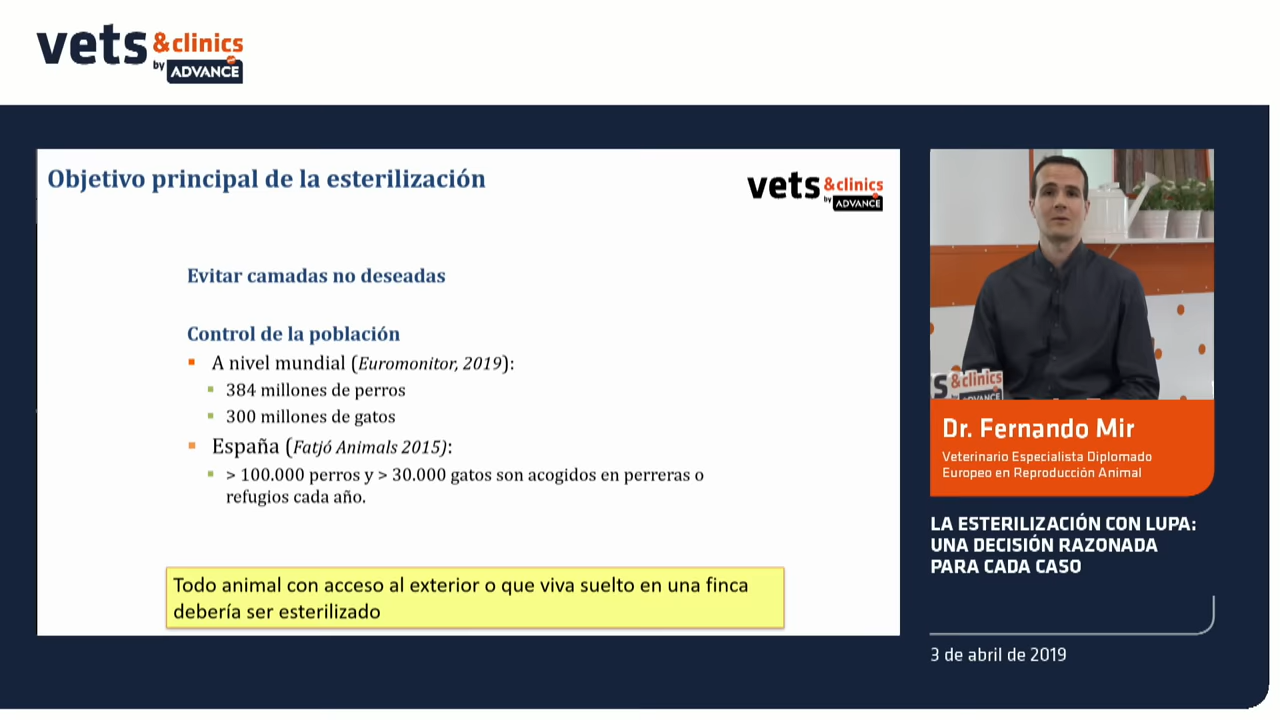 vets &clinics
by ADVANCE
Objetivo principal de la esterilización
vets &clinics
by ADVANCE
Evitar camadas no deseadas
Control de la población
A nivel mundial (Euromonitor, 2019):
384 millones de perros
300 millones de gatos
España (Fatjó Animals 2015):
> 100.000 perros y > 30.000 gatos son acogidos en perreras o
refugios cada año.
Todo animal con acceso al exterior o que viva suelto en una finca
debería ser esterilizado
s &clinics
by ADVANCE
Dr. Fernando Mir
Veterinario Especialista Diplomado
Europeo en Reproducción Animal
LA ESTERILIZACIÓN CON LUPA:
UNA DECISIÓN RAZONADA
PARA CADA CASO
3 de abril de 2019